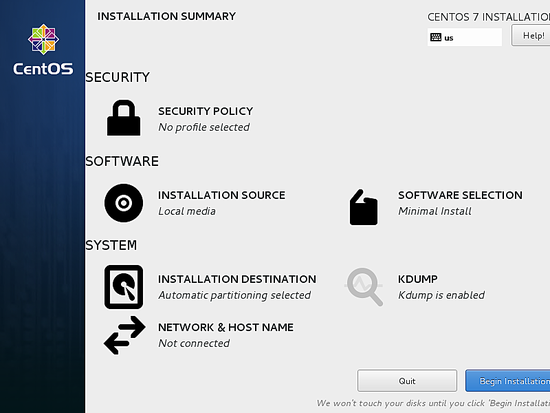 INSTALLATION SUMMARY
CENTOS 7 INSTALLATIO
us
Help!
CentOS
SECURITY
SECURITY POLICY
No profile selected
SOFTWARE
INSTALLATION SOURCE
Local media
SOFTWARE SELECTION
Minimal Install
SYSTEM
INSTALLATION DESTINATION
Automatic partitioning selected
KDUMP
Kdump is enabled
NETWORK & HOST NAME
Not connected
Quit
Begin Installation
We won't touch your disks until you click 'Begin Installat